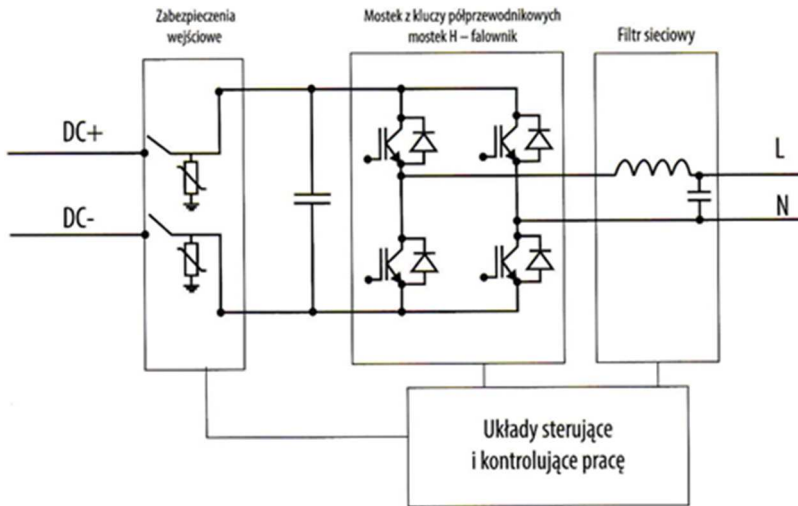 Zabezpieczenia
wejściowe
Mostek z kluczy półprzewodnikowych
mostek H – falownik
Filtr sieciowy
DC+
DC-
L
N
Układy sterujące
i kontrolujące pracę